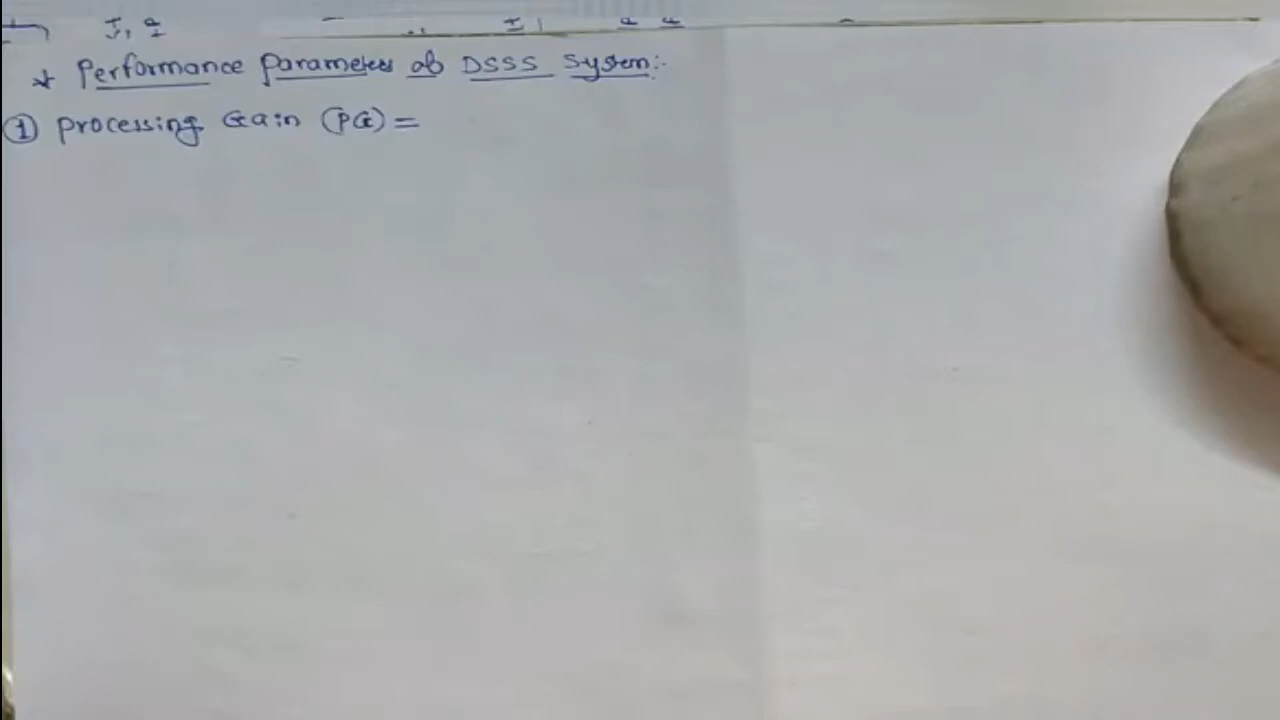 * Performance Parameters of DSSS System:-
① Processing Gain (PG) =